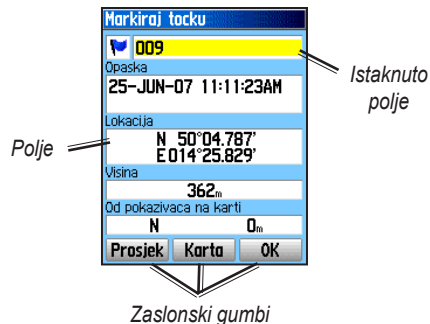 Markiraj tocku
009
Opaska
25-JUN-07 11:11:23AM
Lokacija
N 50°04.787'
E014°25.829'
Visina
362m
Od pokazivaca na karti
N 0m
Prosjek Karta OK
Istaknuto
polje
Polje
Zaslonski gumbi